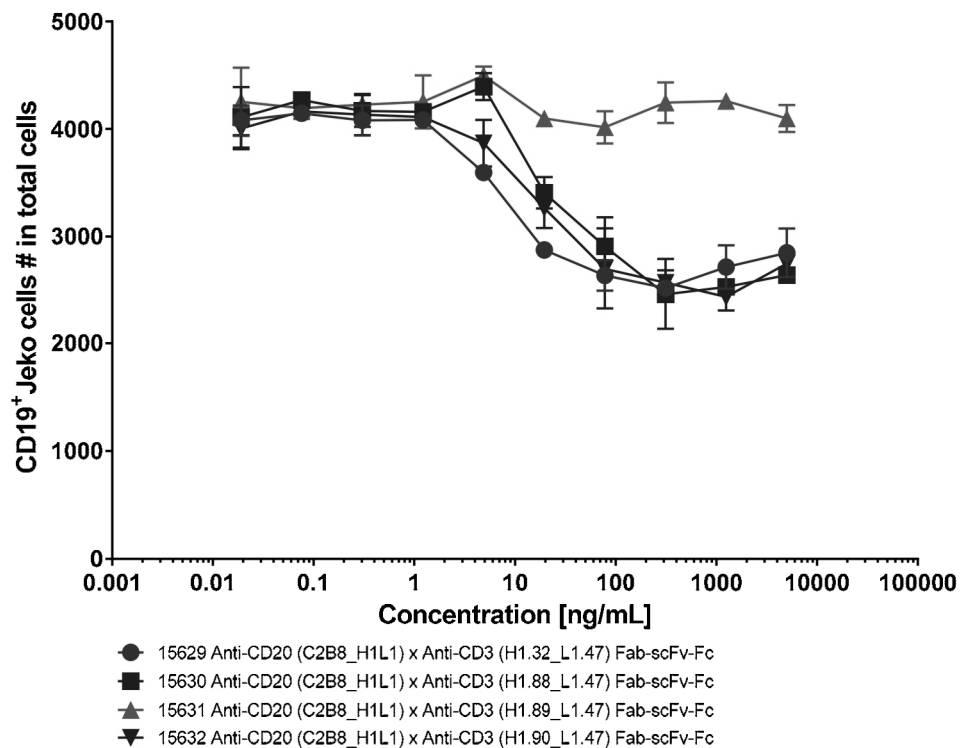 5000
4000
3000
2000
1000
0
CD19+ Jeko cells # in total cells
0.001 0.01 0.1 1 10 100 1000 10000 100000
Concentration [ng/mL]
15629 Anti-CD20 (C2B8_H1L1) x Anti-CD3 (H1.32_L1.47) Fab-scFv-Fc
15630 Anti-CD20 (C2B8_H1L1) x Anti-CD3 (H1.88_L1.47) Fab-scFv-Fc
15631 Anti-CD20 (C2B8_H1L1) x Anti-CD3 (H1.89_L1.47) Fab-scFv-Fc
15632 Anti-CD20 (C2B8_H1L1) x Anti-CD3 (H1.90_L1.47) Fab-scFv-Fc